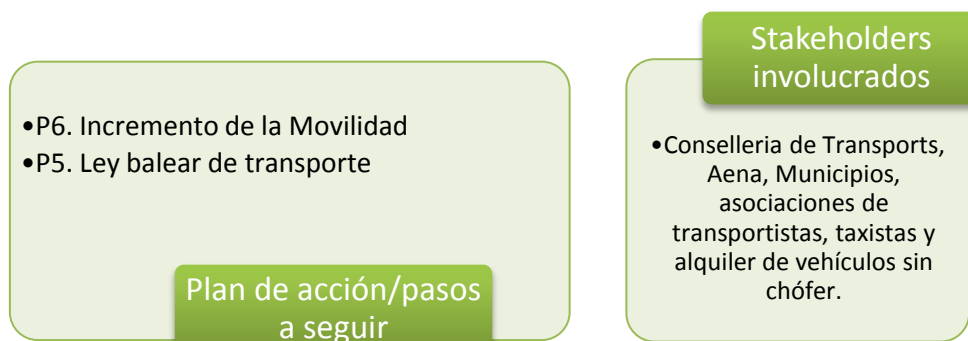 •P6. Incremento de la Movilidad
•P5. Ley balear de transporte
Plan de acción/pasos
a seguir
Stakeholders
involucrados
•Conselleria de Transports,
Aena, Municipios,
asociaciones de
transportistas, taxistas y
alquiler de vehículos sin
chófer.